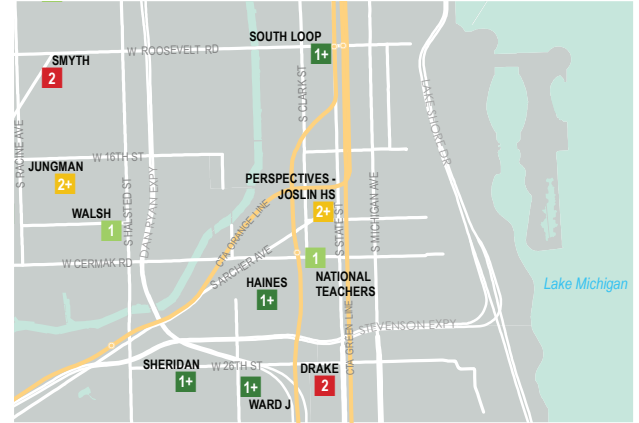 SOUTH LOOP
1+
W ROOSEVELT RD
SMYTH
2
S CLARK ST
LAKE SHORE DR
S RACINE AVE
W 16TH ST
JUNGMAN
2+
PERSPECTIVES -
JOSLIN HS
2+
WALSH
1
S HALSTED ST
DYAN RYAN EXPY
CTA ORANGE LINE
S STATE ST
S MICHIGAN AVE
W CERMAK RD
S ARCHER AVE
1
NATIONAL
TEACHERS
HAINES
1+
Lake Michigan
STEVENSON EXPY
CTA GREEN LINE
SHERIDAN
1+
W 26TH ST
1+
WARD J
DRAKE
2